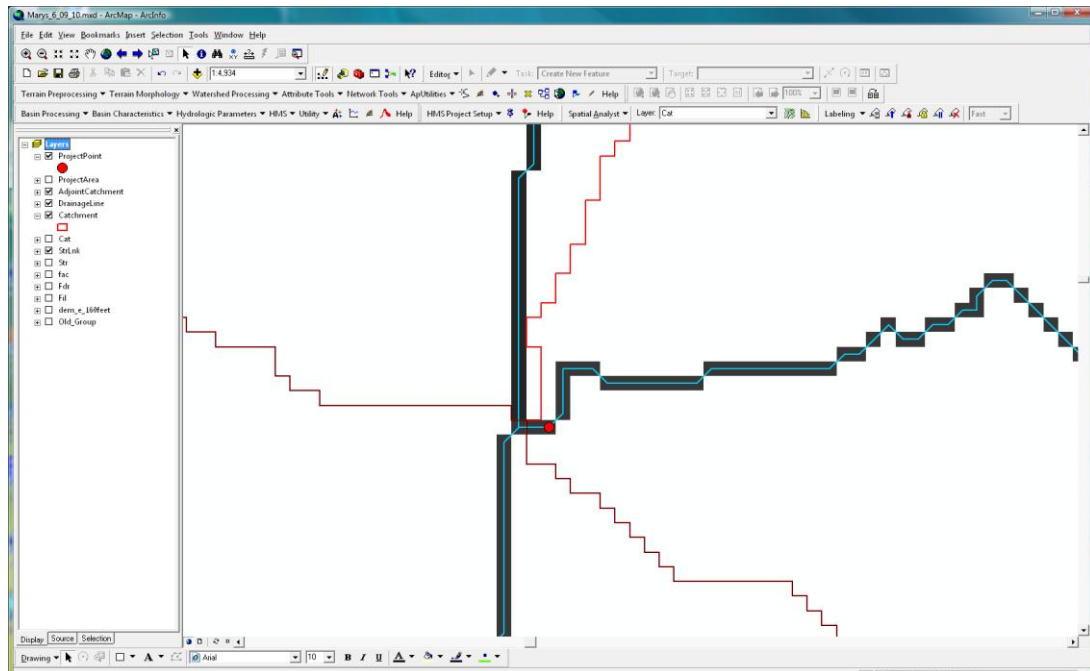 Marys_6_09_10.mxd - ArcMap - ArcInfo
File Edit View Bookmarks Insert Selection Tools Window Help
1:4,934 Editor Task: Create New Feature Target:
Terrain Preprocessing Terrain Morphology Watershed Processing Attribute Tools Network Tools ApUtilities Help 100%
Basin Processing Basin Characteristics Hydrologic Parameters HMS Utility Help HMS Project Setup Help Spatial Analyst Layer: Cat Labeling Fast
Layers
ProjectPoint
ProjectArea
AdjointCatchment
DrainageLine
Catchment
Cat
StrLnk
Str
fac
Fdr
Fil
Old_Group
Display Source Selection
Drawing Arial 10 B I U A